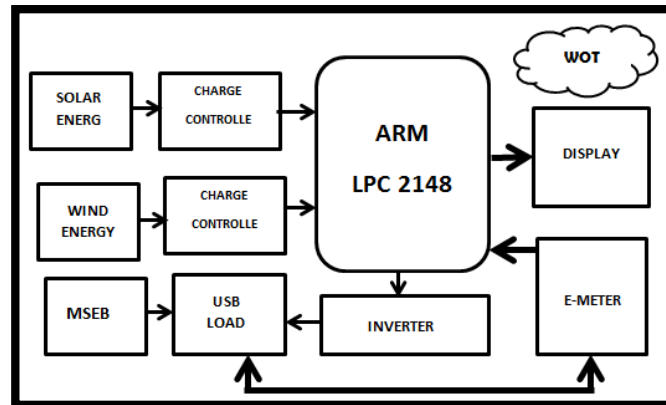 SOLAR
ENERG
CHARGE
CONTROLLE
ARM
LPC 2148
WOT
DISPLAY
WIND
ENERGY
CHARGE
CONTROLLE
MSEB
USB
LOAD
INVERTER
E-METER